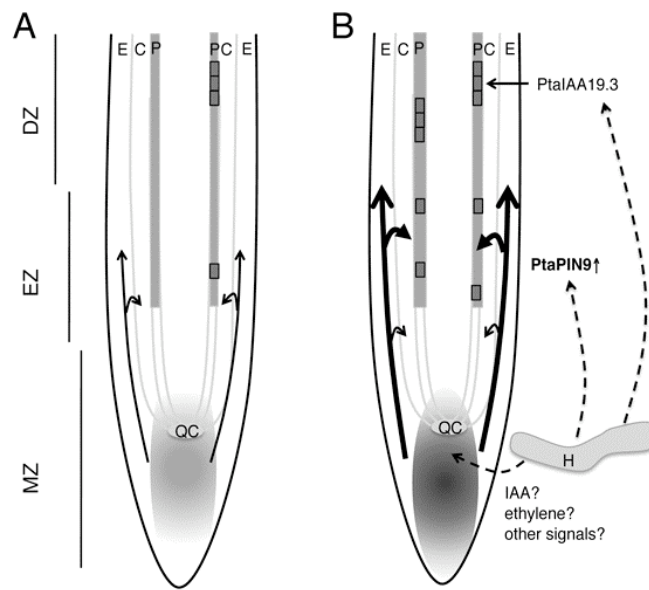 A
B
E C P
P C E
E C P
P C E
DZ
PtaIAA19.3
EZ
PtaPIN9↑
QC
QC
MZ
H
IAA?
ethylene?
other signals?